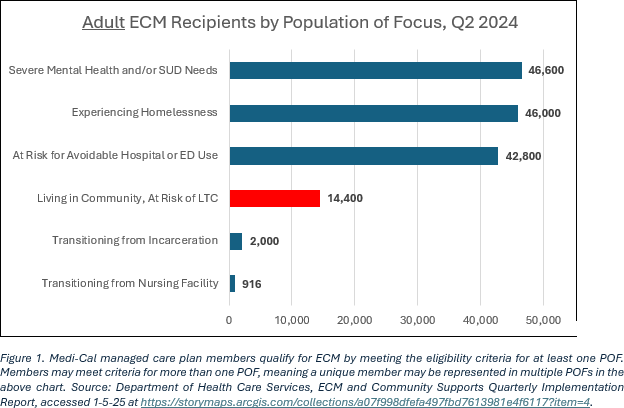 Adult ECM Recipients by Population of Focus, Q2 2024
Severe Mental Health and/or SUD Needs 46,600
Experiencing Homelessness 46,000
At Risk for Avoidable Hospital or ED Use 42,800
Living in Community, At Risk of LTC 14,400
Transitioning from Incarceration 2,000
Transitioning from Nursing Facility 916
0 10,000 20,000 30,000 40,000 50,000
Figure 1. Medi-Cal managed care plan members qualify for ECM by meeting the eligibility criteria for at least one POF.
Members may meet criteria for more than one POF, meaning a unique member may be represented in multiple POFs in the
above chart. Source: Department of Health Care Services, ECM and Community Supports Quarterly Implementation
Report, accessed 1-5-25 at https://storymaps.arcgis.com/collections/a07f998dfefa497fbd7613981e4f6117?item=4.